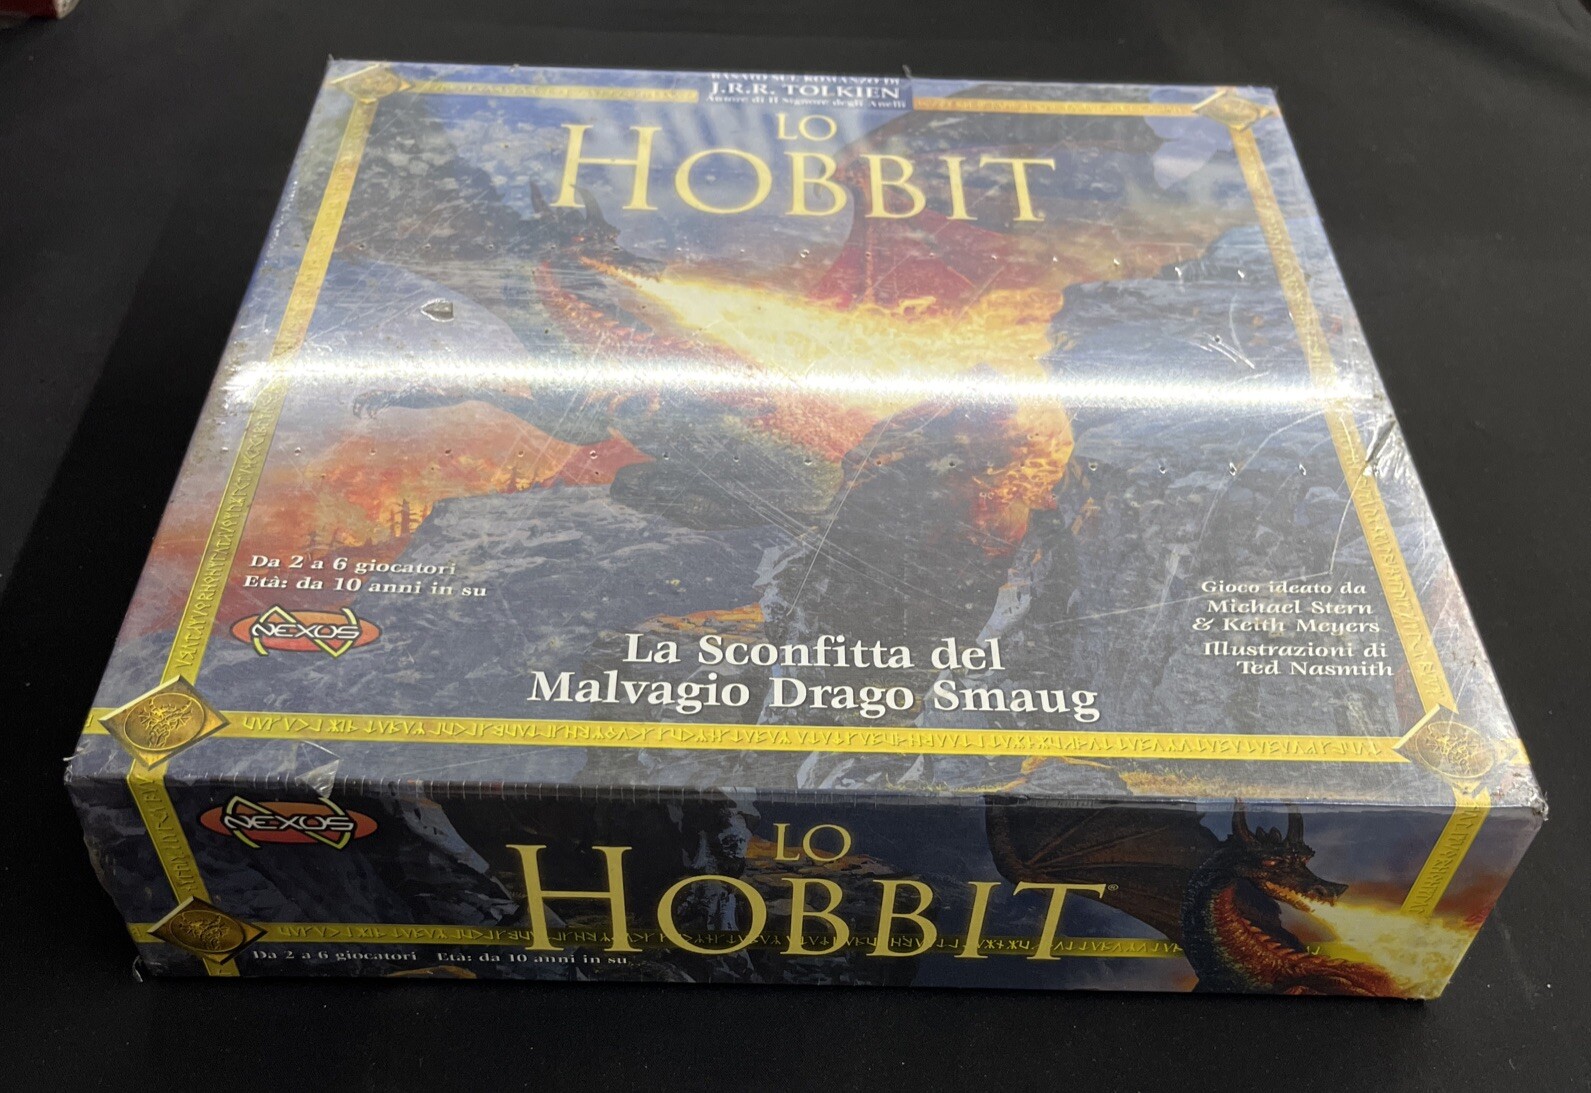 BASATO SUL ROMANZO DI
J.R.R. TOLKIEN
Autore di Il Signore degli Anelli
LO
HOBBIT
Da 2 a 6 giocatori
Età: da 10 anni in su
NEXUS
Gioco ideato da
Michael Stern
& Keith Meyers
Illustrazioni di
Ted Nasmith
La Sconfitta del
Malvagio Drago Smaug
NEXUS
LO
HOBBIT®
Da 2 a 6 giocatori Età: da 10 anni in su